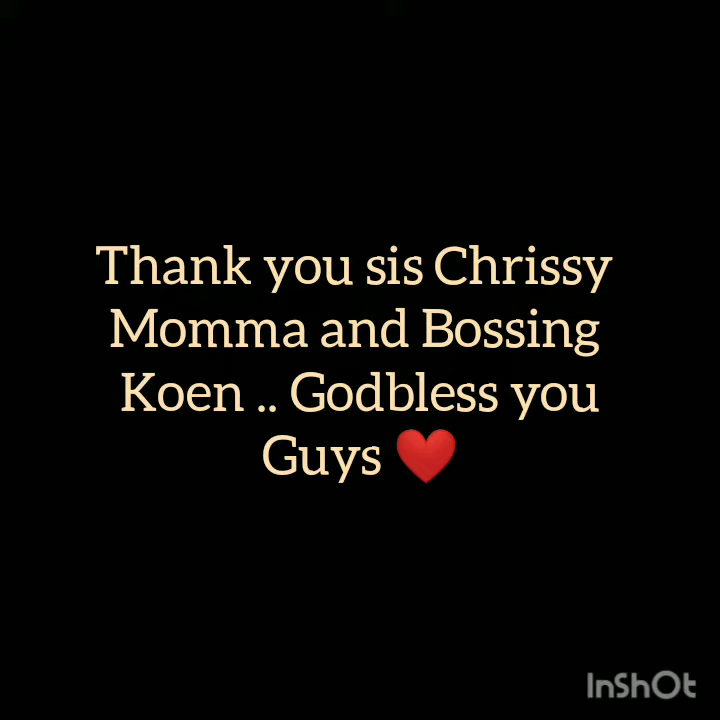 Thank you sis Chrissy
Momma and Bossing
Koen .. Godbless you
Guys ❤️
InShOt